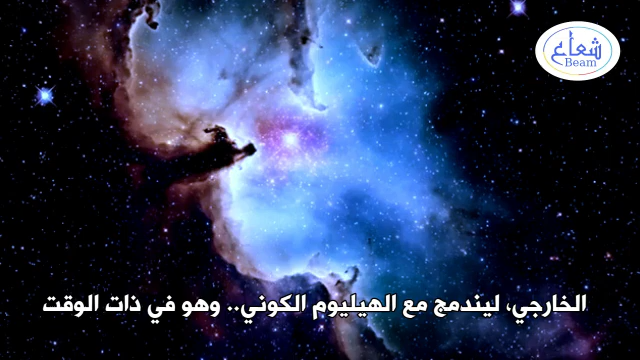 شعاع
Beam
الخارجي، ليندمج مع الهيليوم الكوني.. وهو في ذات الوقت